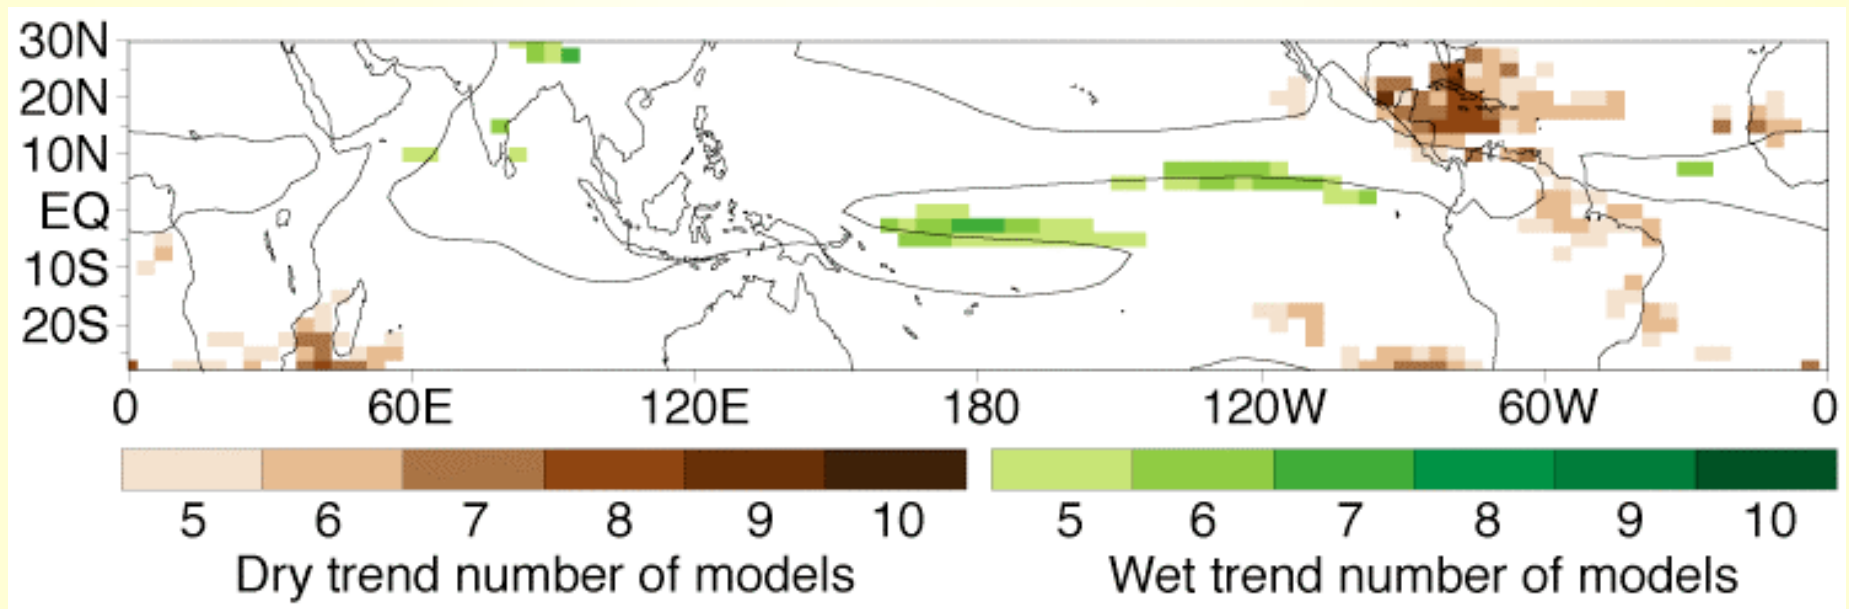 30N
20N
10N
EQ
10S
20S
0 60E 120E 180 120W 60W 0
5 6 7 8 9 10 5 6 7 8 9 10
Dry trend number of models Wet trend number of models